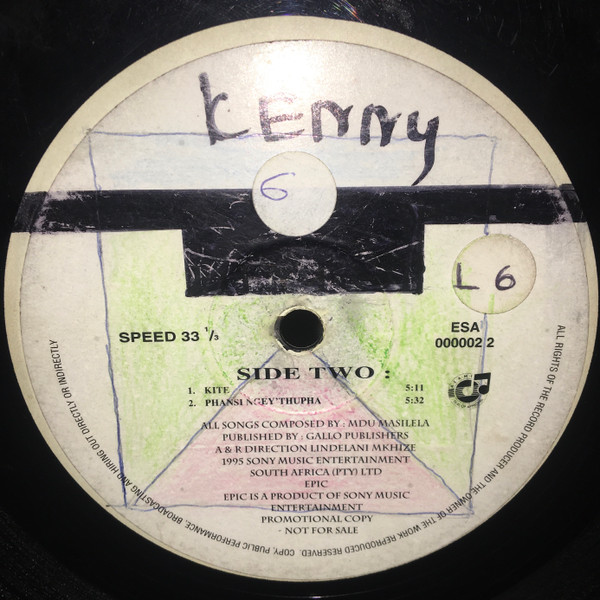 Kenny
6
L 6
SPEED 33 1/3
ESA
000002 2
SIDE TWO :
1. KITE 5:11
2. PHANSI NGEY'THUPHA 5:32
ALL SONGS COMPOSED BY : MDU MASILELA
PUBLISHED BY : GALLO PUBLISHERS
A & R DIRECTION LINDELANI MKHIZE
1995 SONY MUSIC ENTERTAINMENT
SOUTH AFRICA (PTY) LTD
EPIC
EPIC IS A PRODUCT OF SONY MUSIC
ENTERTAINMENT
PROMOTIONAL COPY
- NOT FOR SALE
ALL RIGHTS OF THE RECORD PRODUCER AND THE OWNER OF THE WORK REPRODUCED RESERVED. COPY, PUBLIC PERFORMANCE, BROADCASTING AND HIRING OUT DIRECTLY OR INDIRECTLY